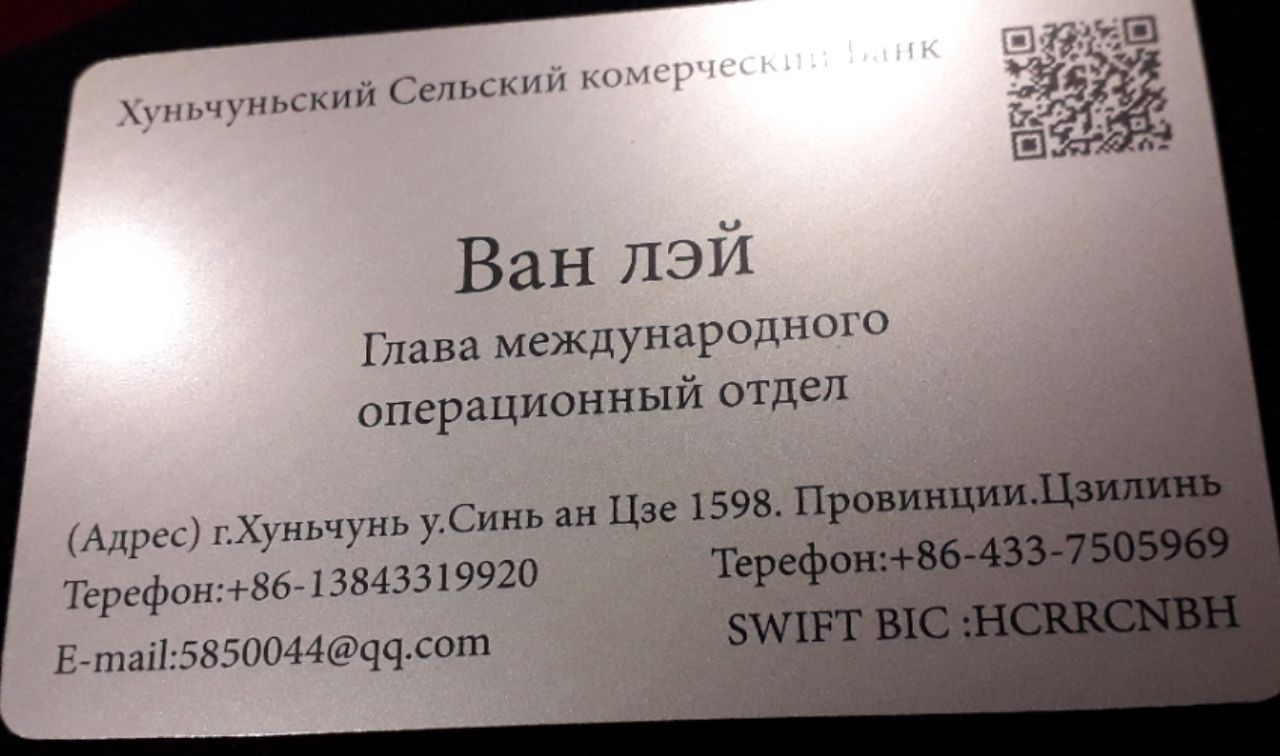 Хуньчуньский Сельский комерческий Банк
Ван лэй
Глава международного
операционный отдел
(Адрес) г.Хуньчунь у.Синь ан Цзе 1598. Провинции.Цзилинь
Терефон:+86-13843319920 Терефон:+86-433-7505969
E-mail:5850044@qq.com SWIFT BIC :HCRRCNBH